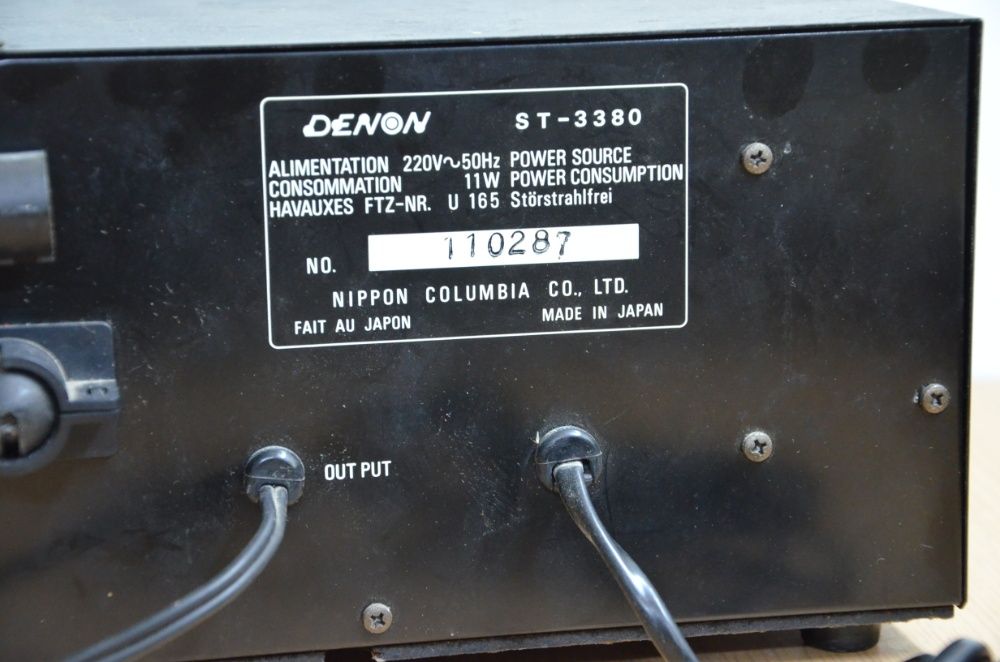 DENON ST-3380
ALIMENTATION 220V~50Hz POWER SOURCE
CONSOMMATION 11W POWER CONSUMPTION
HAVAUXES FTZ-NR. U 165 Störstrahlfrei
NO. 110287
NIPPON COLUMBIA CO., LTD.
FAIT AU JAPON MADE IN JAPAN
OUT PUT